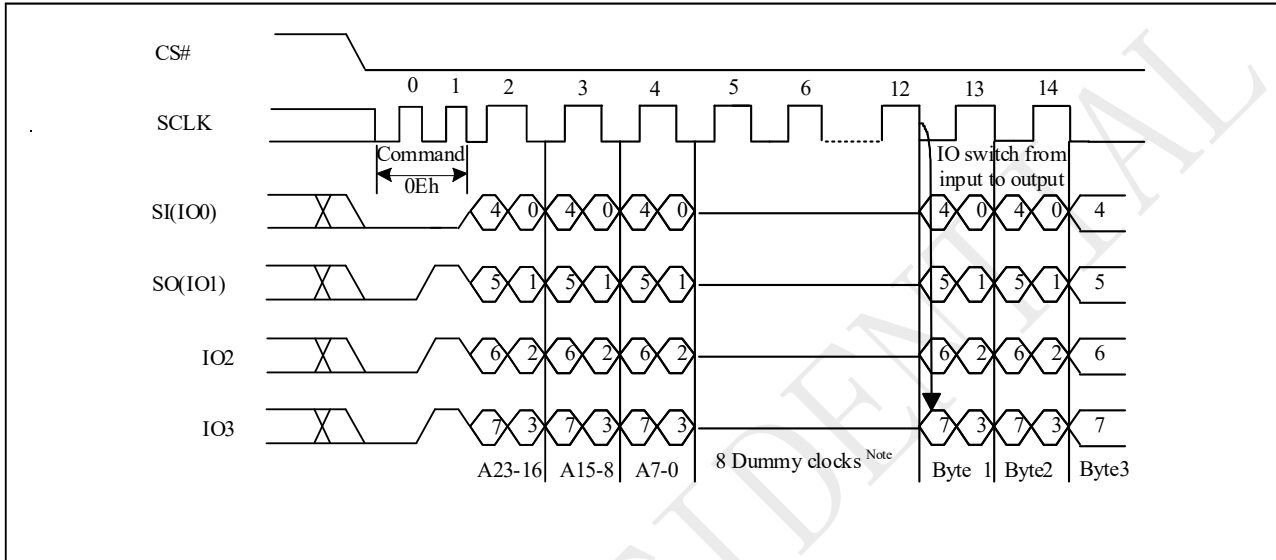 CS#
0 1 2 3 4 5 6 12 13 14
SCLK
Command
0Eh
IO switch from
input to output
SI(IO0) 4 0 4 0 4 0 4 0 4 0 4
SO(IO1) 5 1 5 1 5 1 5 1 5 1 5
IO2 6 2 6 2 6 2 6 2 6 2 6
IO3 7 3 7 3 7 3 7 3 7 3 7
A23-16 A15-8 A7-0 8 Dummy clocks Note Byte 1 Byte2 Byte3